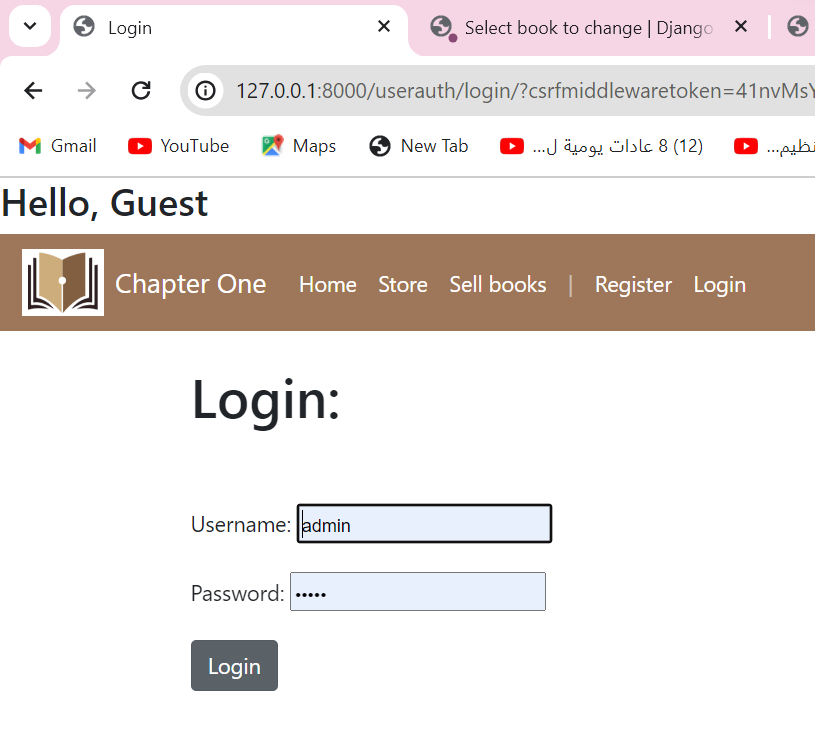 Login
Select book to change | Django
127.0.0.1:8000/userauth/login/?csrfmiddlewaretoken=41nvMsY
Gmail YouTube Maps New Tab (12) 8 عادات يومية ل... نظيم...
Hello, Guest
Chapter One Home Store Sell books | Register Login
Login:
Username: admin
Password: •••••
Login